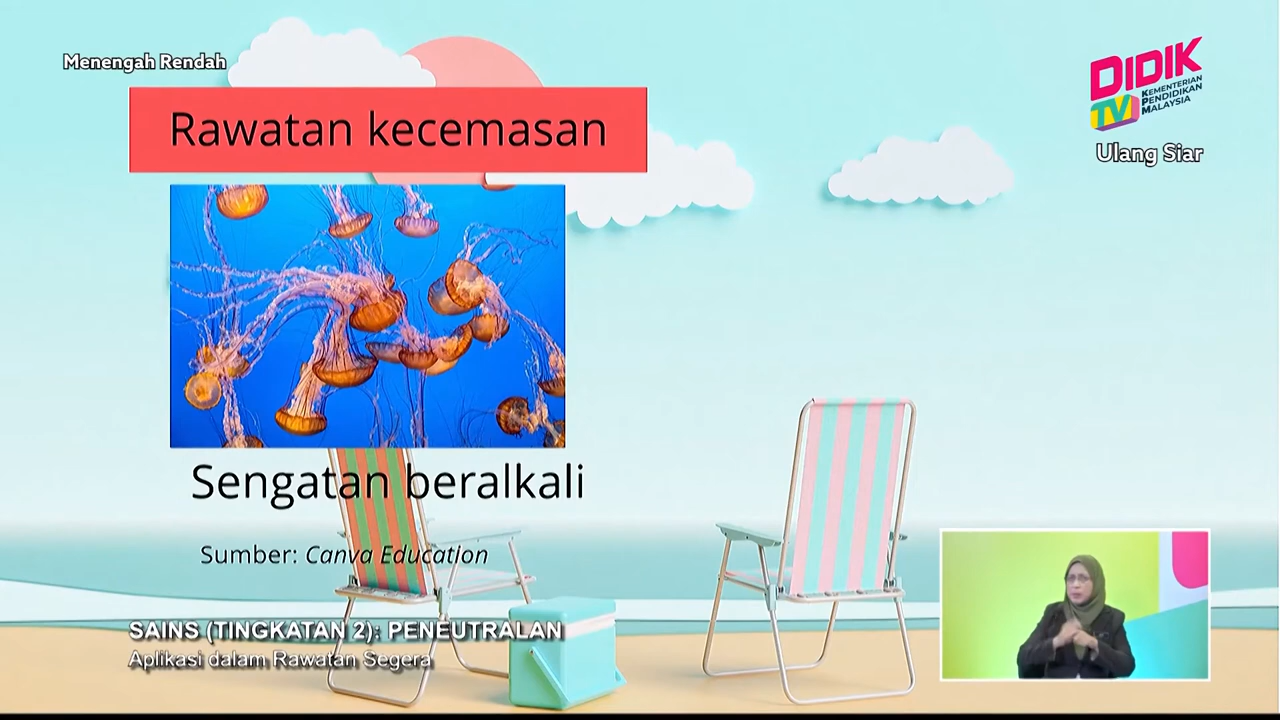 Menengah Rendah
DIDIK
TV
KEMENTERIAN
PENDIDIKAN
MALAYSIA
Ulang Siar
Rawatan kecemasan
Sengatan beralkali
Sumber: Canva Education
SAINS (TINGKATAN 2): PENEUTRALAN
Aplikasi dalam Rawatan Segera